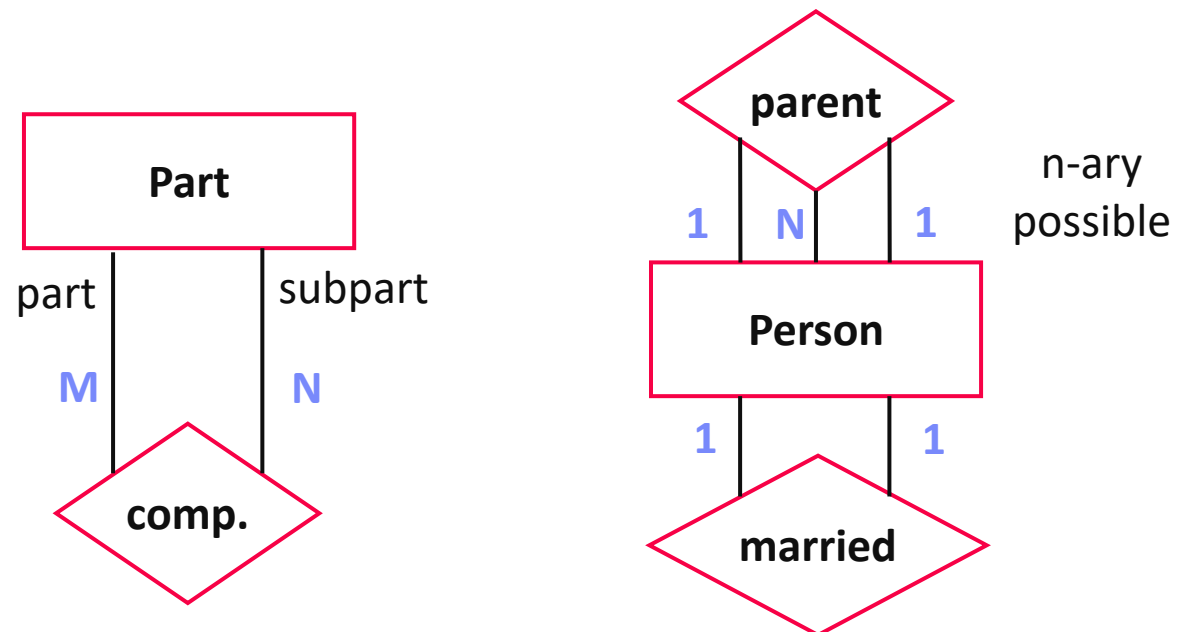 Part
part
subpart
M
N
comp.
parent
n-ary
possible
1
N
1
Person
1
1
married